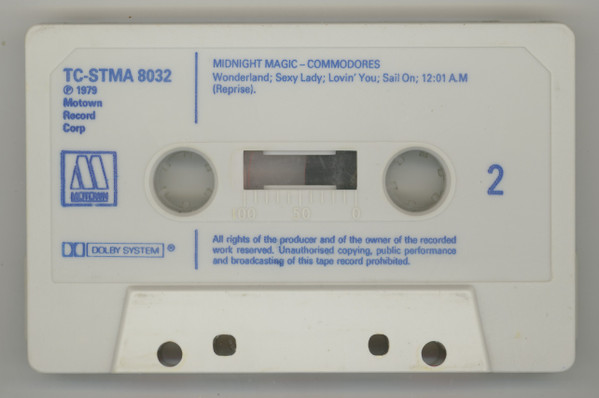 TC-STMA 8032
℗ 1979
Motown
Record
Corp
MIDNIGHT MAGIC – COMMODORES
Wonderland; Sexy Lady; Lovin' You; Sail On; 12:01 A.M
(Reprise).
M
MOTOWN
2
100 50 0
DOLBY SYSTEM ®
All rights of the producer and of the owner of the recorded
work reserved. Unauthorised copying, public performance
and broadcasting of this tape record prohibited.